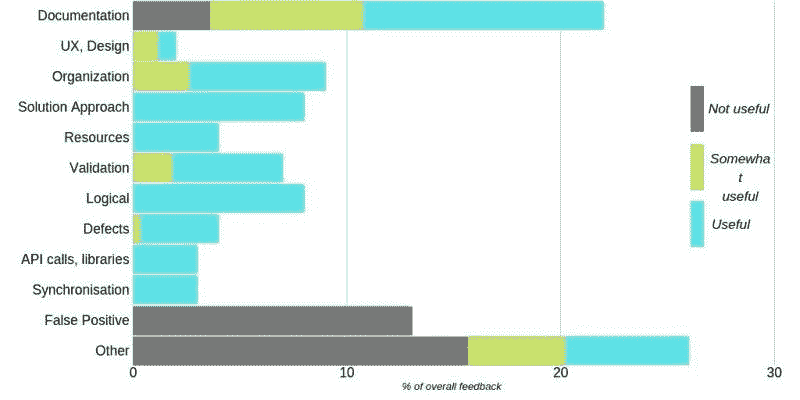 Documentation
UX, Design
Organization
Solution Approach
Resources
Validation
Logical
Defects
API calls, libraries
Synchronisation
False Positive
Other
0 10 20 30
% of overall feedback
Not useful
Somewha
t
useful
Useful